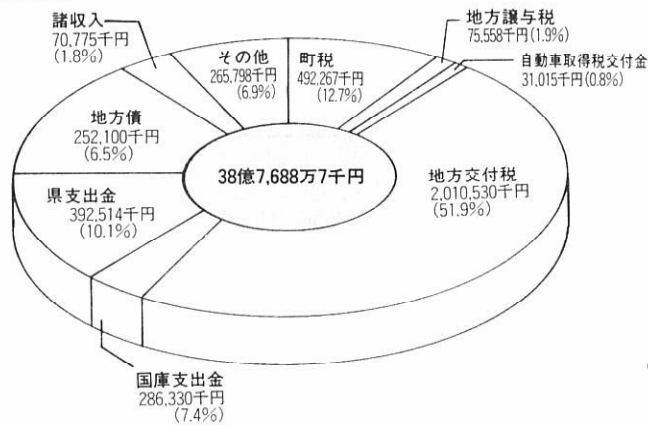 諸収入
70,775千円
(1.8%)
その他
265,798千円
(6.9%)
町税
492,267千円
(12.7%)
地方譲与税
75,558千円(1.9%)
自動車取得税交付金
31,015千円(0.8%)
地方債
252,100千円
(6.5%)
38億7,688万7千円
地方交付税
2,010,530千円
(51.9%)
県支出金
392,514千円
(10.1%)
国庫支出金
286,330千円
(7.4%)